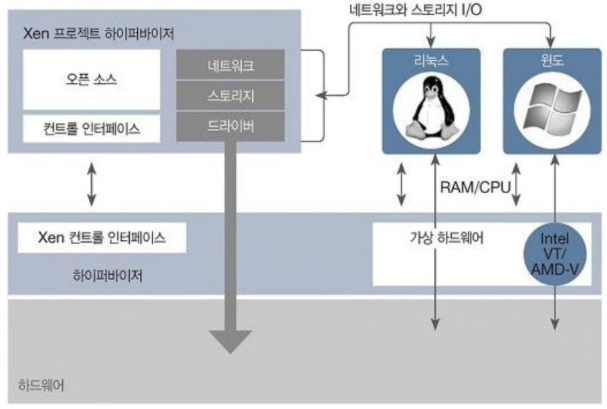 네트워크와 스토리지 I/O
Xen 프로젝트 하이퍼바이저
오픈 소스
컨트롤 인터페이스
네트워크
스토리지
드라이버
리눅스
윈도
RAM/CPU
Xen 컨트롤 인터페이스
하이퍼바이저
가상 하드웨어
Intel
VT/
AMD-V
하드웨어